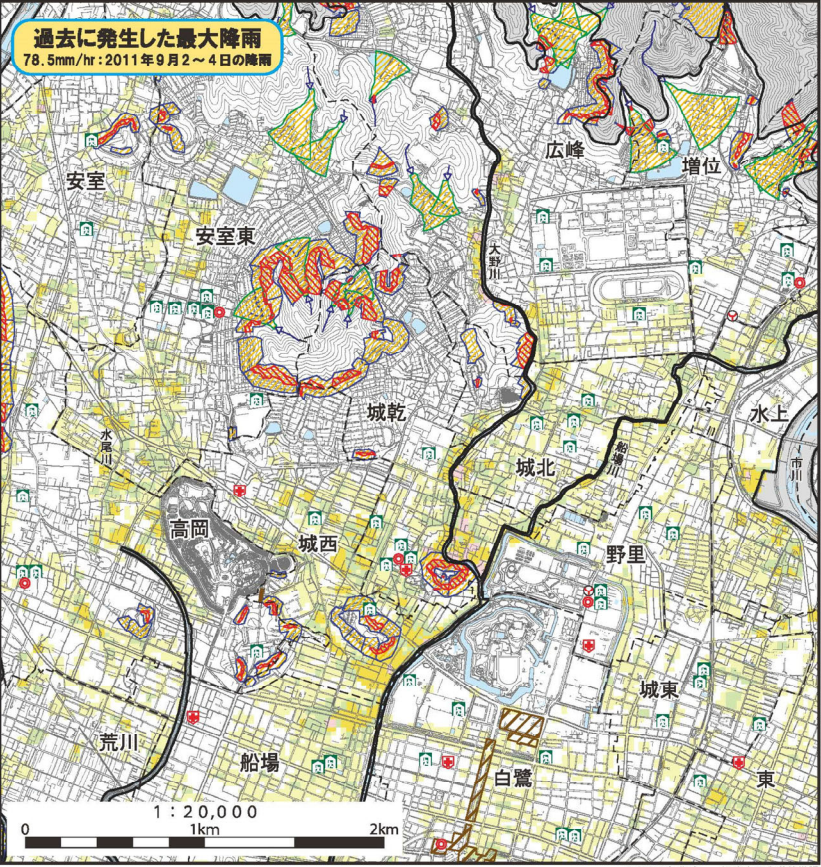 過去に発生した最大降雨
78.5mm/hr：2011年9月2～4日の降雨
広峰
増位
安室
安室東
大野川
城乾
水上
水尾川
船場川
市川
城北
高岡
城西
野里
城東
荒川
船場
白鷺
東
1：20,000
0 1km 2km